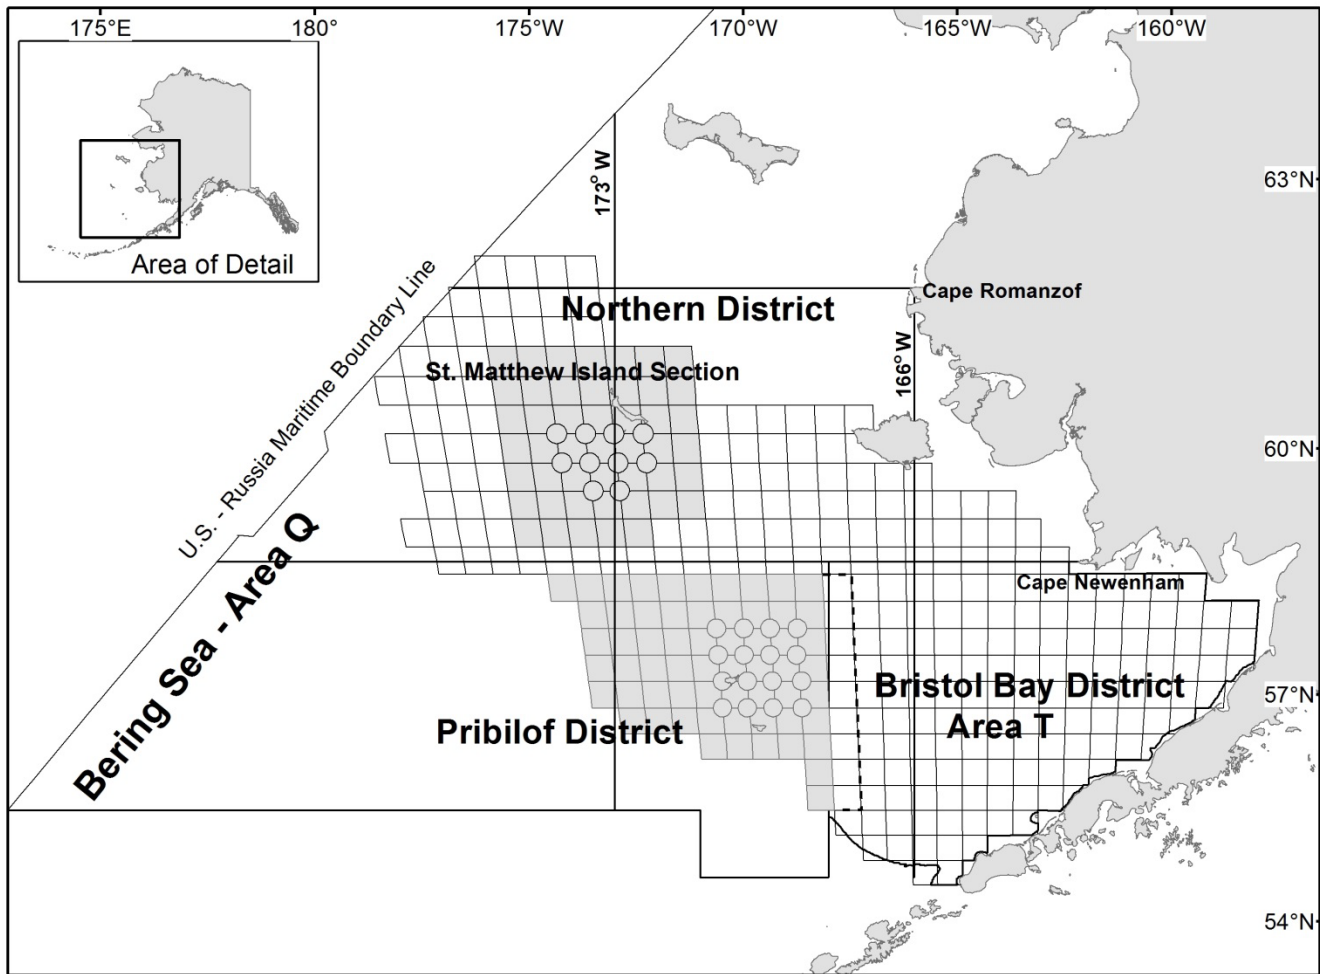 175°E
180°
175°W
170°W
165°W
160°W
Area of Detail
173° W
63°N
U.S. - Russia Maritime Boundary Line
Northern District
Cape Romanzof
St. Matthew Island Section
166° W
60°N
Bering Sea - Area Q
Cape Newenham
Pribilof District
Bristol Bay District
Area T
57°N
54°N